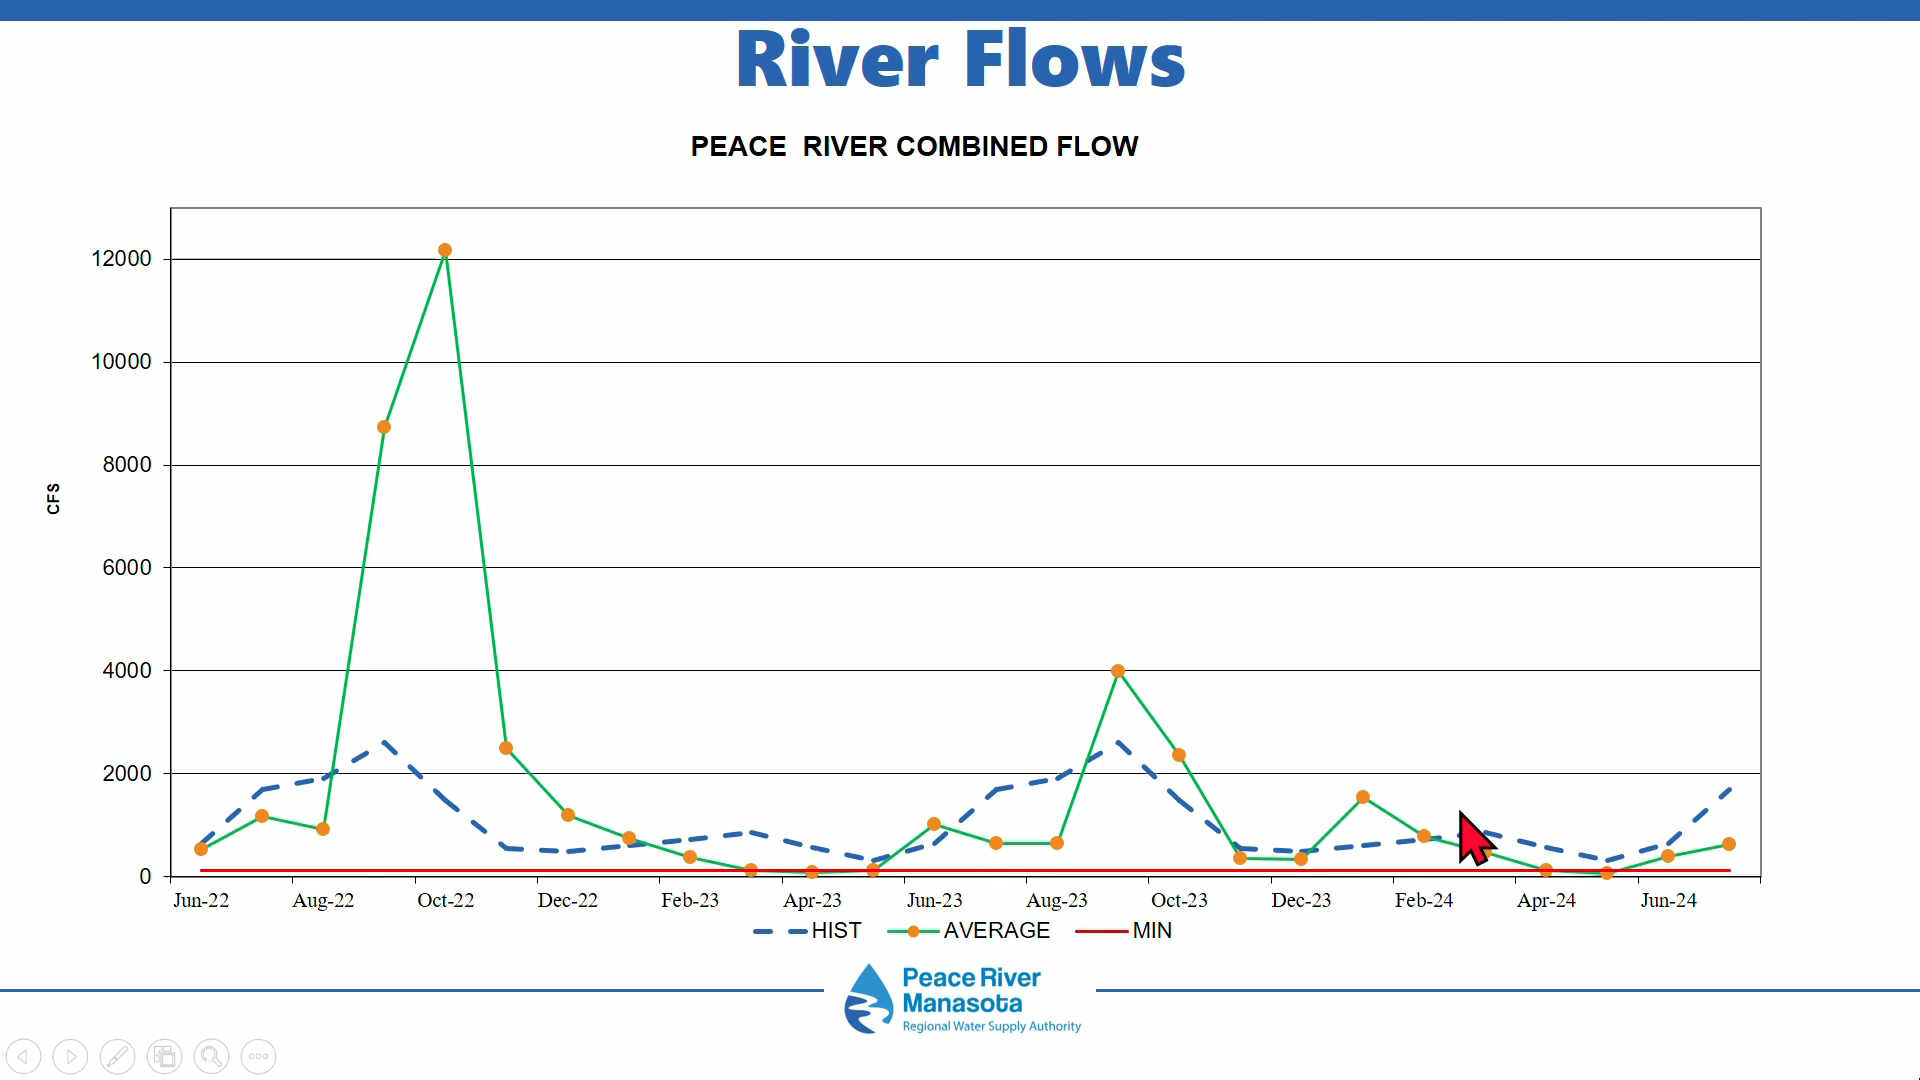 River Flows
PEACE  RIVER COMBINED FLOW
12000
10000
8000
6000
4000
2000
0
CFS
Jun-22 Aug-22 Oct-22 Dec-22 Feb-23 Apr-23 Jun-23 Aug-23 Oct-23 Dec-23 Feb-24 Apr-24 Jun-24
HIST AVERAGE MIN
Peace River
Manasota
Regional Water Supply Authority